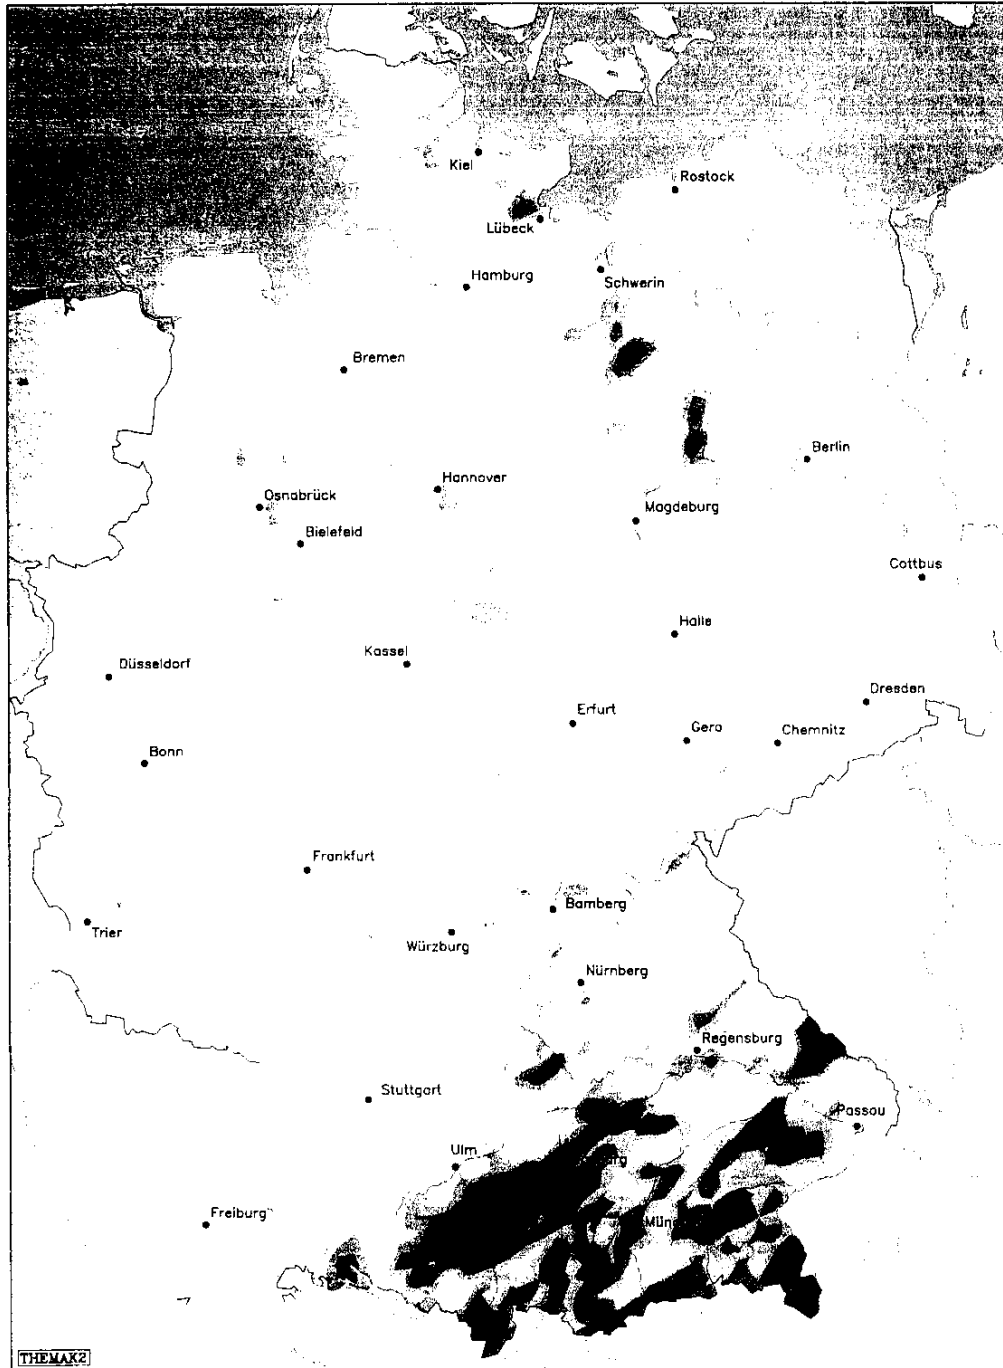 Kiel
Rostock
Lübeck
Hamburg
Schwerin
Bremen
Berlin
Hannover
Osnabrück
Magdeburg
Bielefeld
Cottbus
Halle
Kassel
Düsseldorf
Dresden
Erfurt
Gera
Chemnitz
Bonn
Frankfurt
Bamberg
Trier
Würzburg
Nürnberg
Regensburg
Stuttgart
Passau
Ulm
Freiburg
THEMAK2